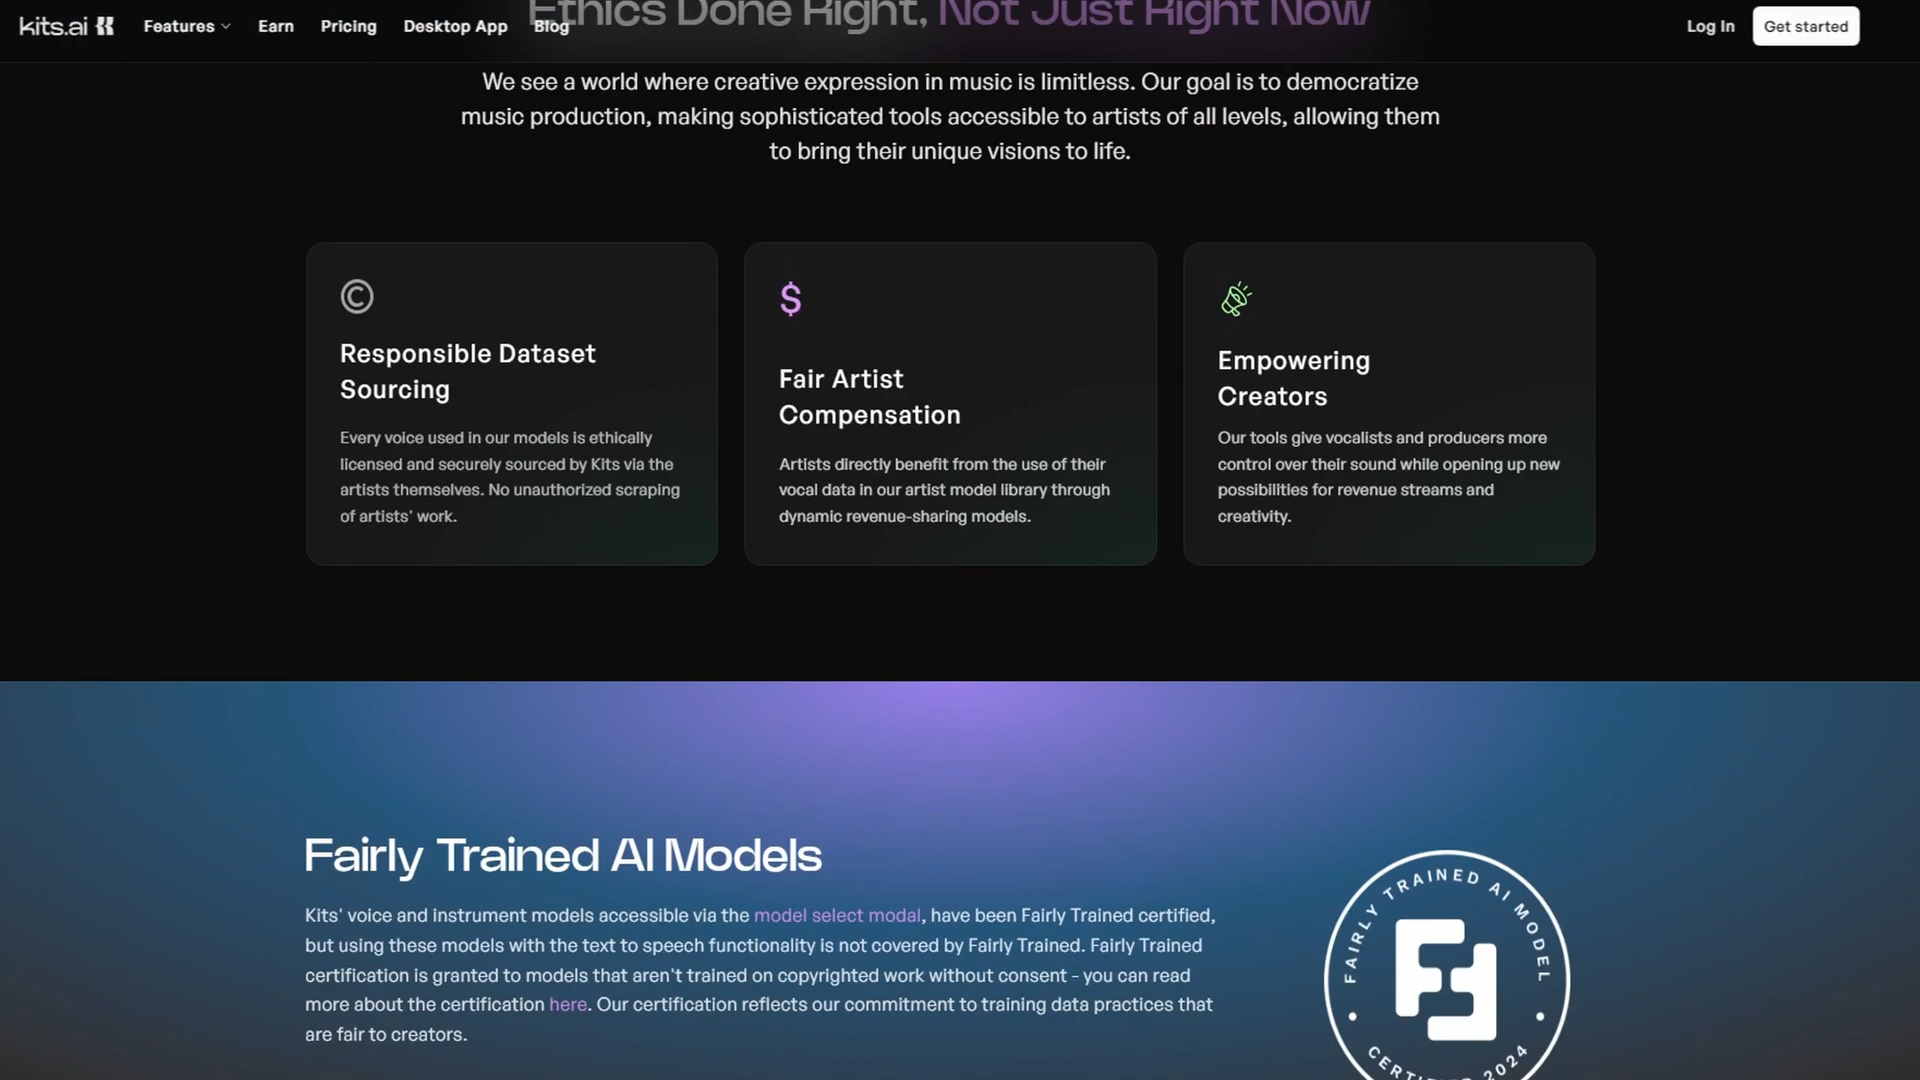 kits.ai
Features
Earn
Pricing
Desktop App
Blog
Log In
Get started
Ethics Done Right, Not Just Right Now
We see a world where creative expression in music is limitless. Our goal is to democratize
music production, making sophisticated tools accessible to artists of all levels, allowing them
to bring their unique visions to life.
Responsible Dataset
Sourcing
Every voice used in our models is ethically
licensed and securely sourced by Kits via the
artists themselves. No unauthorized scraping
of artists' work.
$
Fair Artist
Compensation
Artists directly benefit from the use of their
vocal data in our artist model library through
dynamic revenue-sharing models.
Empowering
Creators
Our tools give vocalists and producers more
control over their sound while opening up new
possibilities for revenue streams and
creativity.
Fairly Trained AI Models
Kits' voice and instrument models accessible via the model select modal, have been Fairly Trained certified,
but using these models with the text to speech functionality is not covered by Fairly Trained. Fairly Trained
certification is granted to models that aren't trained on copyrighted work without consent - you can read
more about the certification here. Our certification reflects our commitment to training data practices that
are fair to creators.
FAIRLY TRAINED AI MODEL
CERTIFIED 2024